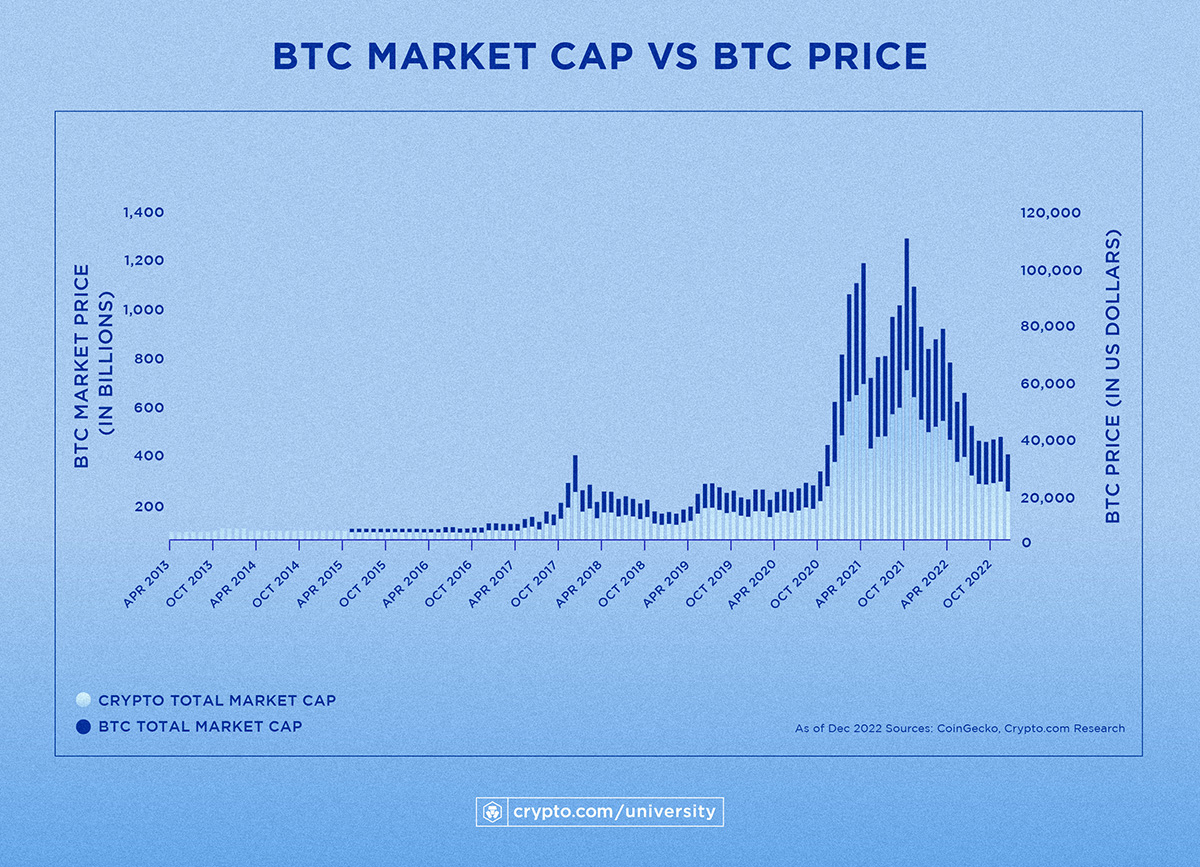 BTC MARKET CAP VS BTC PRICE
BTC MARKET PRICE
(IN BILLIONS)
1,400
1,200
1,000
800
600
400
200
120,000
100,000
80,000
60,000
40,000
20,000
0
BTC PRICE (IN US DOLLARS)
APR 2013
OCT 2013
APR 2014
OCT 2014
APR 2015
OCT 2015
APR 2016
OCT 2016
APR 2017
OCT 2017
APR 2018
OCT 2018
APR 2019
OCT 2019
APR 2020
OCT 2020
APR 2021
OCT 2021
APR 2022
OCT 2022
CRYPTO TOTAL MARKET CAP
BTC TOTAL MARKET CAP
As of Dec 2022 Sources: CoinGecko, Crypto.com Research
crypto.com/university